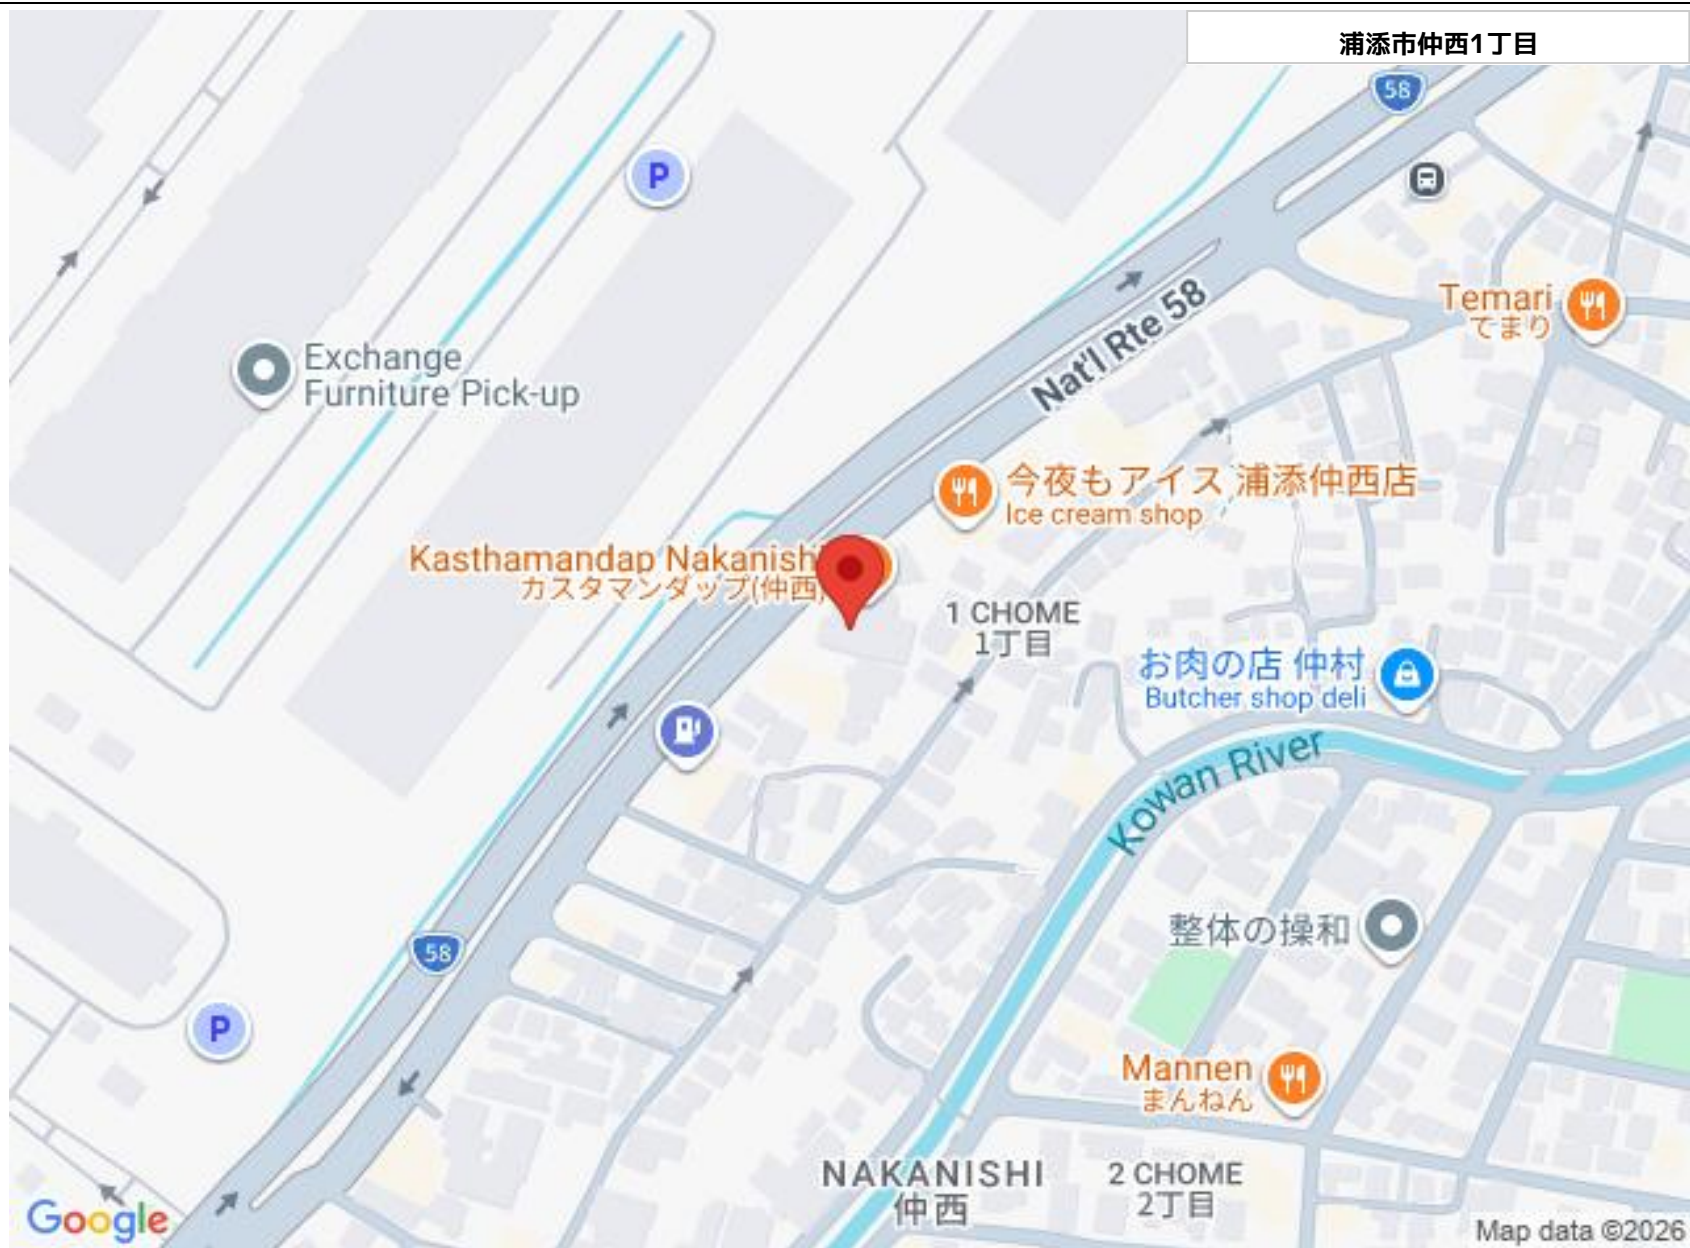 浦添市仲西1丁目
58
P
Nat'l Rte 58
Temari
てまり
Exchange
Furniture Pick-up
今夜もアイス 浦添仲西店
Ice cream shop
Kasthamandap Nakanishi
カスタマンダップ(仲西)
1 CHOME
1丁目
お肉の店 仲村
Butcher shop deli
Kowan River
整体の操和
58
P
Mannen
まんねん
NAKANISHI
仲西
2 CHOME
2丁目
Google
Map data ©2026